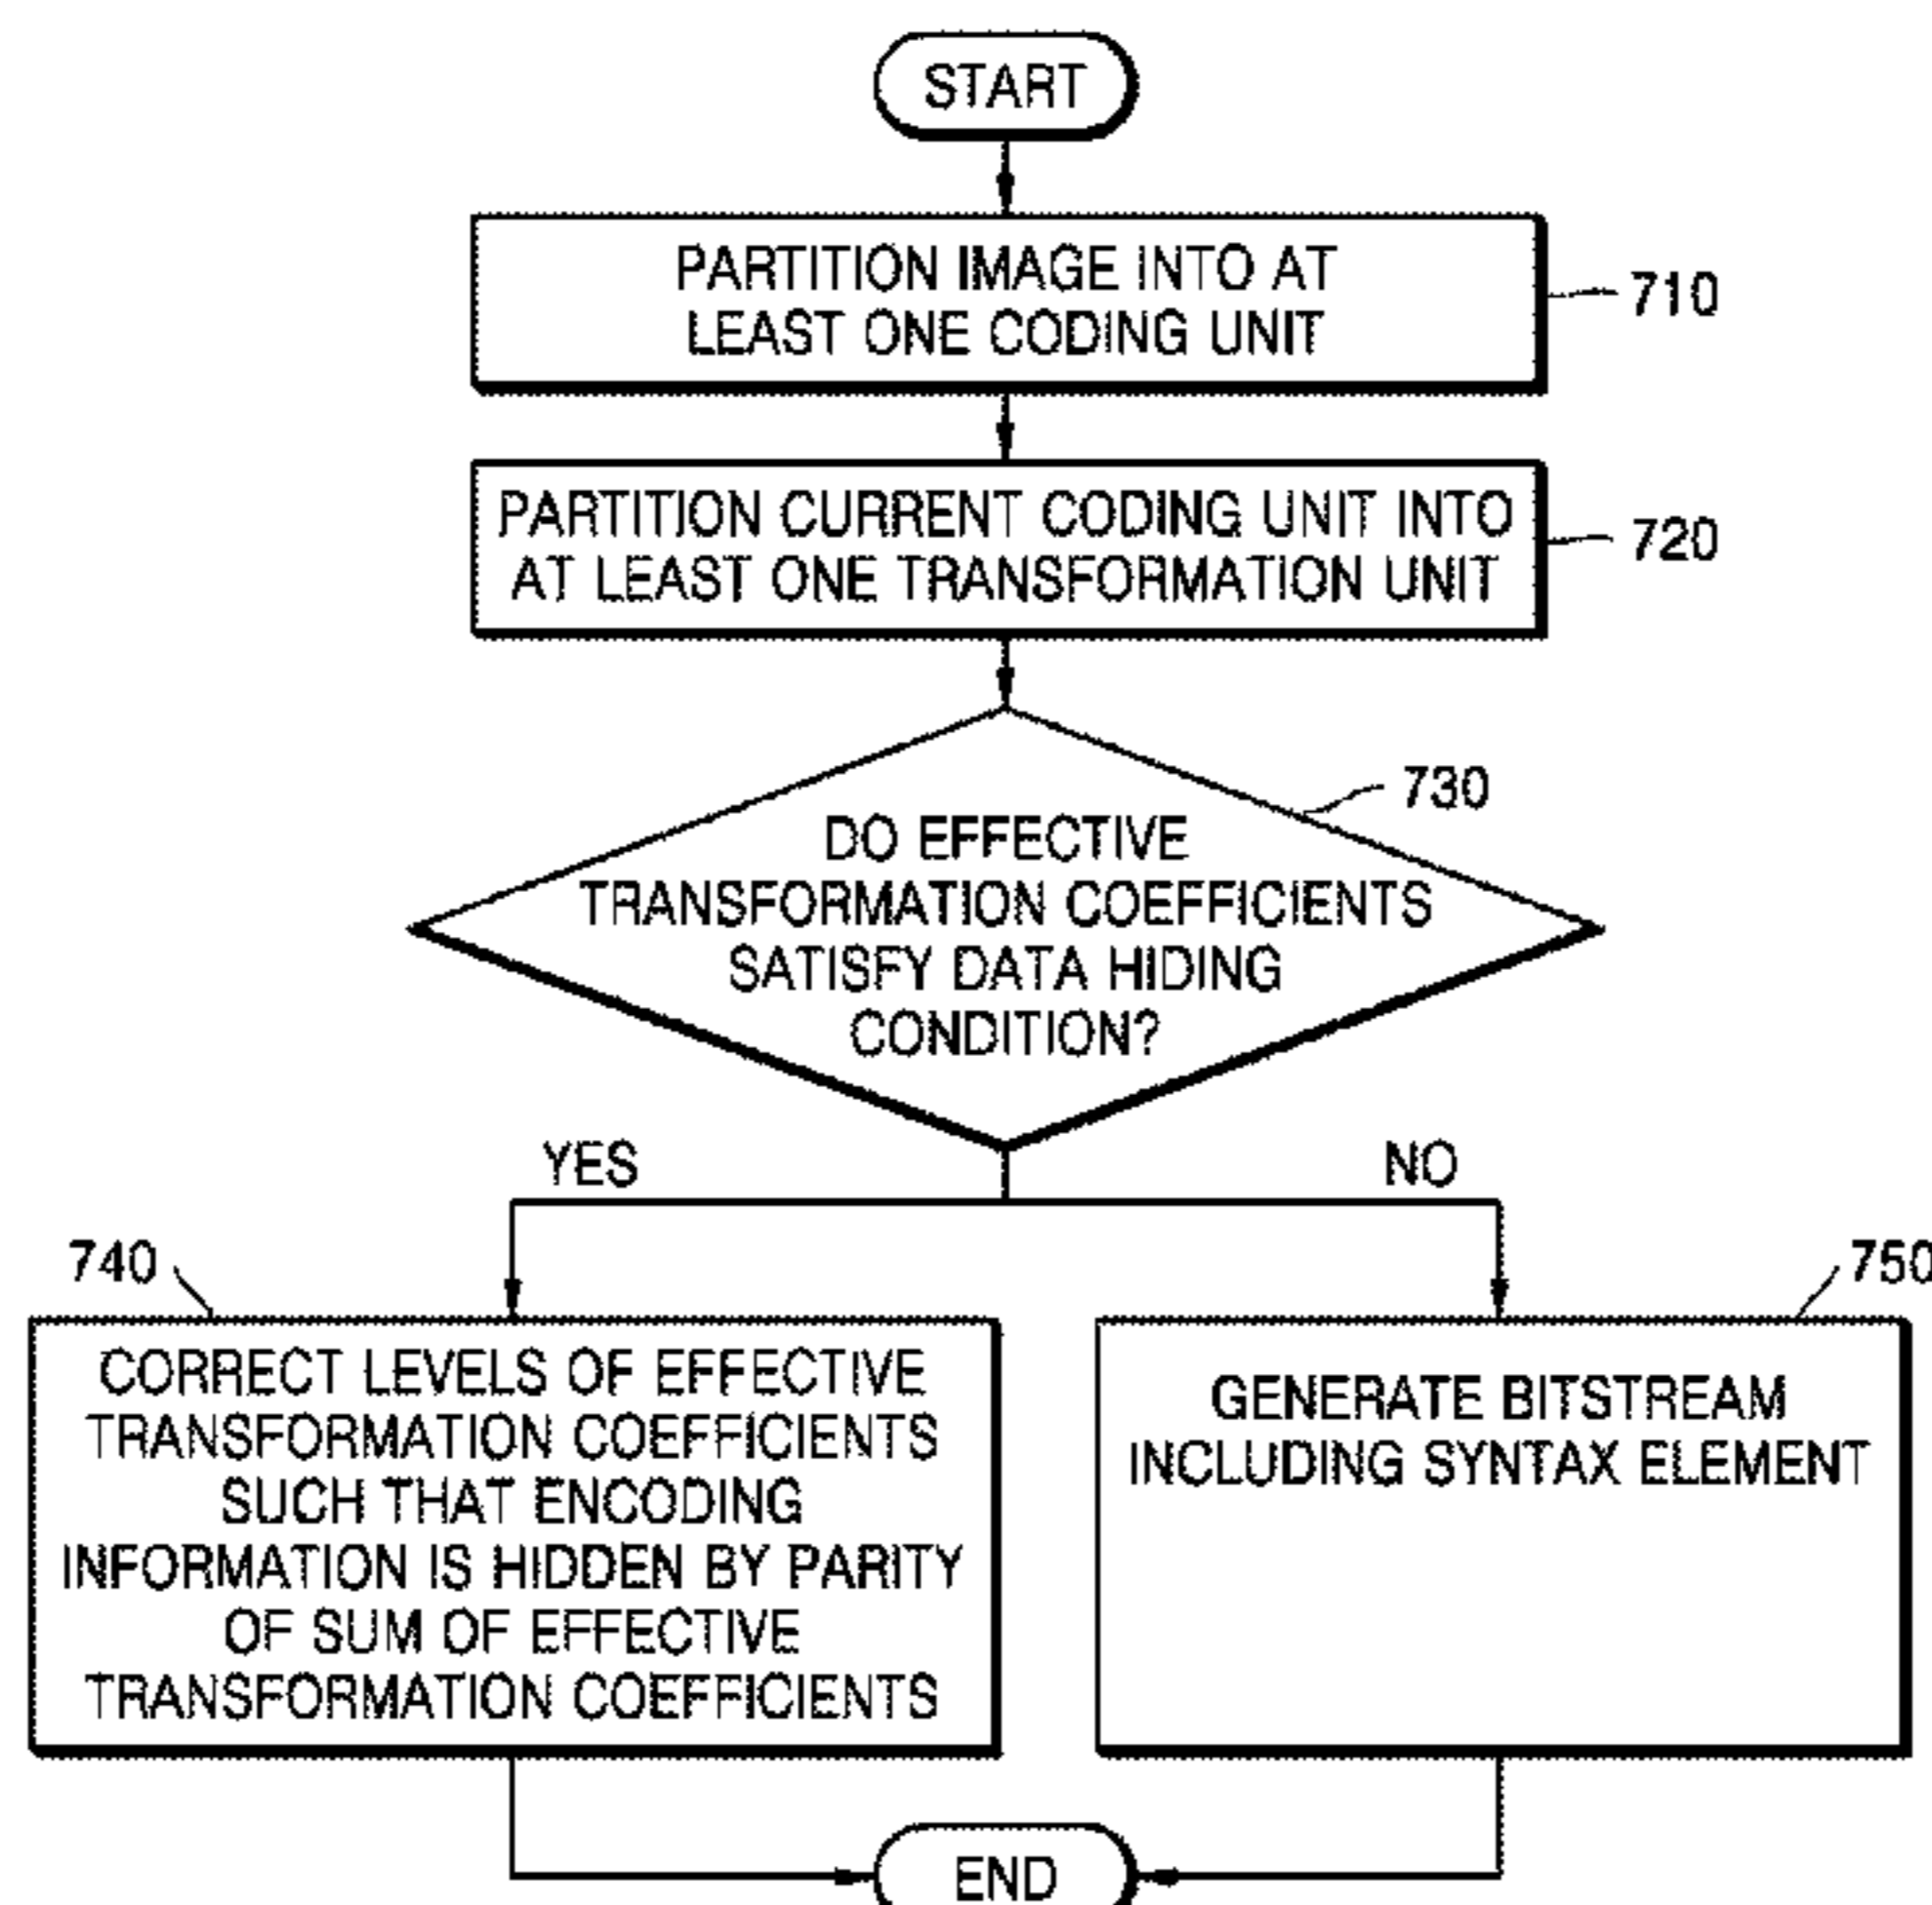 START
PARTITION IMAGE INTO AT
LEAST ONE CODING UNIT
710
PARTITION CURRENT CODING UNIT INTO
AT LEAST ONE TRANSFORMATION UNIT
720
730
DO EFFECTIVE
TRANSFORMATION COEFFICIENTS
SATISFY DATA HIDING
CONDITION?
YES
NO
740
CORRECT LEVELS OF EFFECTIVE
TRANSFORMATION COEFFICIENTS
SUCH THAT ENCODING
INFORMATION IS HIDDEN BY PARITY
OF SUM OF EFFECTIVE
TRANSFORMATION COEFFICIENTS
750
GENERATE BITSTREAM
INCLUDING SYNTAX ELEMENT
END